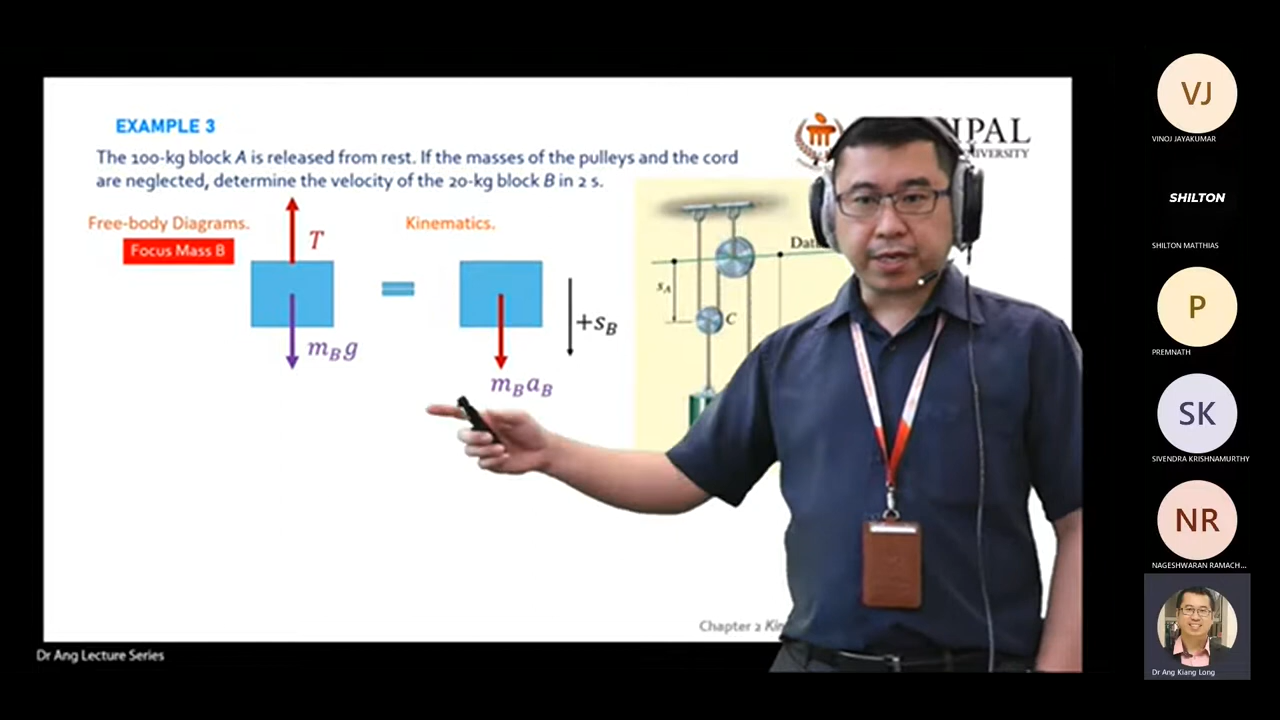 EXAMPLE 3
The 100-kg block A is released from rest. If the masses of the pulleys and the cord
are neglected, determine the velocity of the 20-kg block B in 2 s.
Free-body Diagrams.
Kinematics.
Focus Mass B
T
m_B g
=
+s_B
m_B a_B
s_A
C
UNIVERSITY
Chapter 2
Dr Ang Lecture Series
VJ
VINOJ JAYAKUMAR
SHILTON
SHILTON MATTHIAS
P
PREMNATH
SK
SIVENDRA KRISHNAMURTHY
NR
NAGESHWARAN RAMACH...
Dr Ang Kiang Long